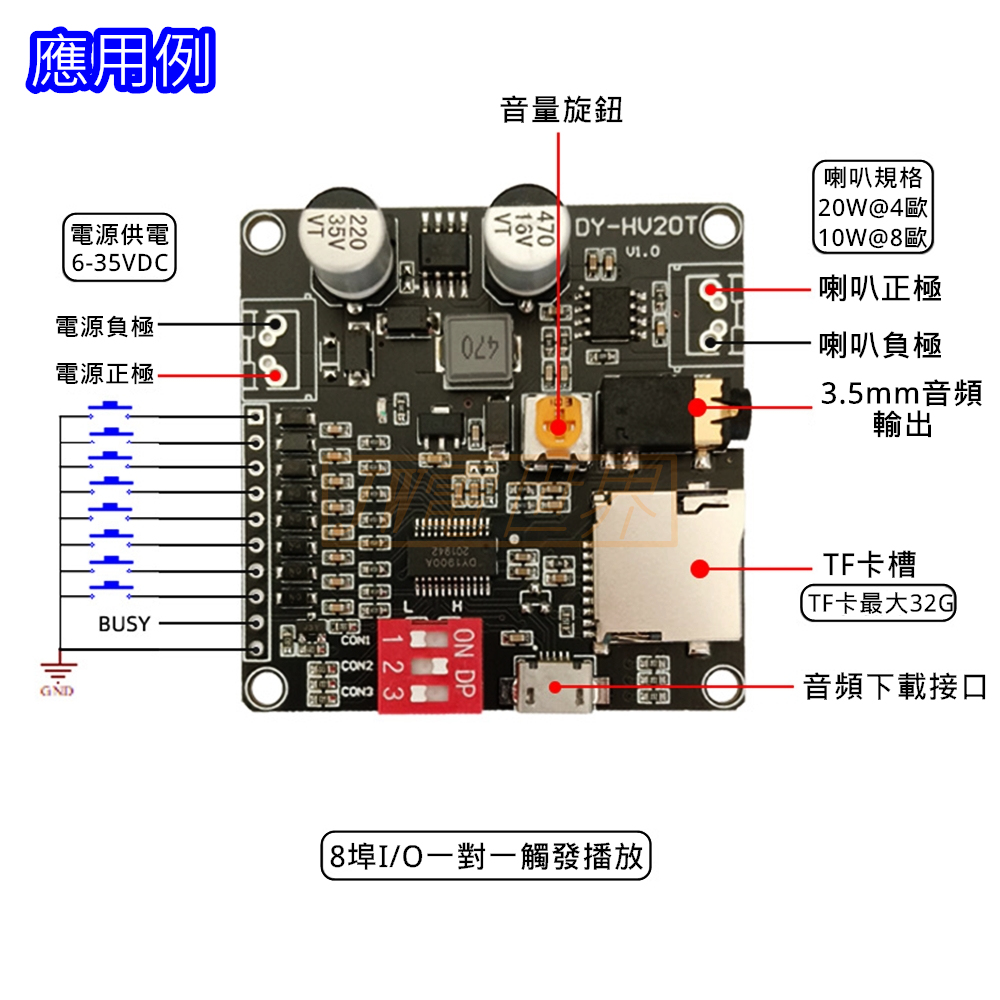 應用例
音量旋鈕
喇叭規格
20W@4歐
10W@8歐
電源供電
6-35VDC
220
35V
VT
470
16V
VT
DY-HV20T
V1.0
喇叭正極
電源負極
喇叭負極
電源正極
470
3.5mm音頻
輸出
201942
DY1900A
TF卡槽
TF卡最大32G
L H
BUSY
CON1
CON2
CON3
1 2 3
ON DP
GND
音頻下載接口
8埠I/O一對一觸發播放